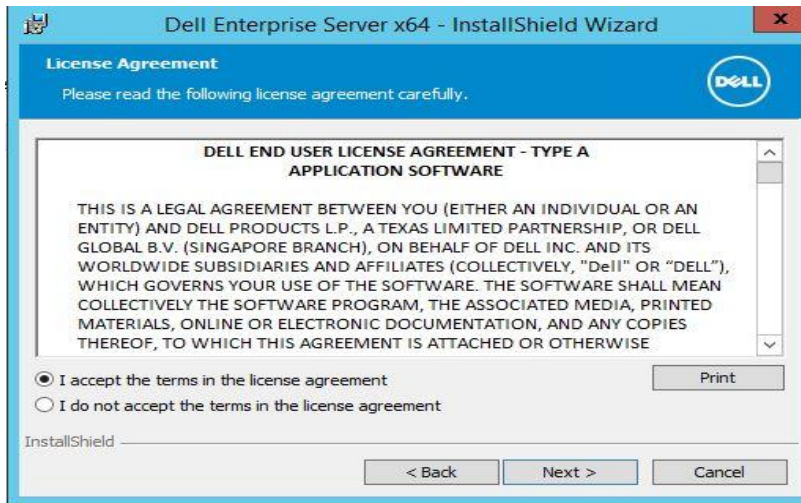 Dell Enterprise Server x64 - InstallShield Wizard
x
License Agreement
Please read the following license agreement carefully.
DELL
DELL END USER LICENSE AGREEMENT - TYPE A
APPLICATION SOFTWARE
THIS IS A LEGAL AGREEMENT BETWEEN YOU (EITHER AN INDIVIDUAL OR AN
ENTITY) AND DELL PRODUCTS L.P., A TEXAS LIMITED PARTNERSHIP, OR DELL
GLOBAL B.V. (SINGAPORE BRANCH), ON BEHALF OF DELL INC. AND ITS
WORLDWIDE SUBSIDIARIES AND AFFILIATES (COLLECTIVELY, "Dell" OR “DELL”),
WHICH GOVERNS YOUR USE OF THE SOFTWARE. THE SOFTWARE SHALL MEAN
COLLECTIVELY THE SOFTWARE PROGRAM, THE ASSOCIATED MEDIA, PRINTED
MATERIALS, ONLINE OR ELECTRONIC DOCUMENTATION, AND ANY COPIES
THEREOF, TO WHICH THIS AGREEMENT IS ATTACHED OR OTHERWISE
I accept the terms in the license agreement
Print
I do not accept the terms in the license agreement
InstallShield
< Back
Next >
Cancel